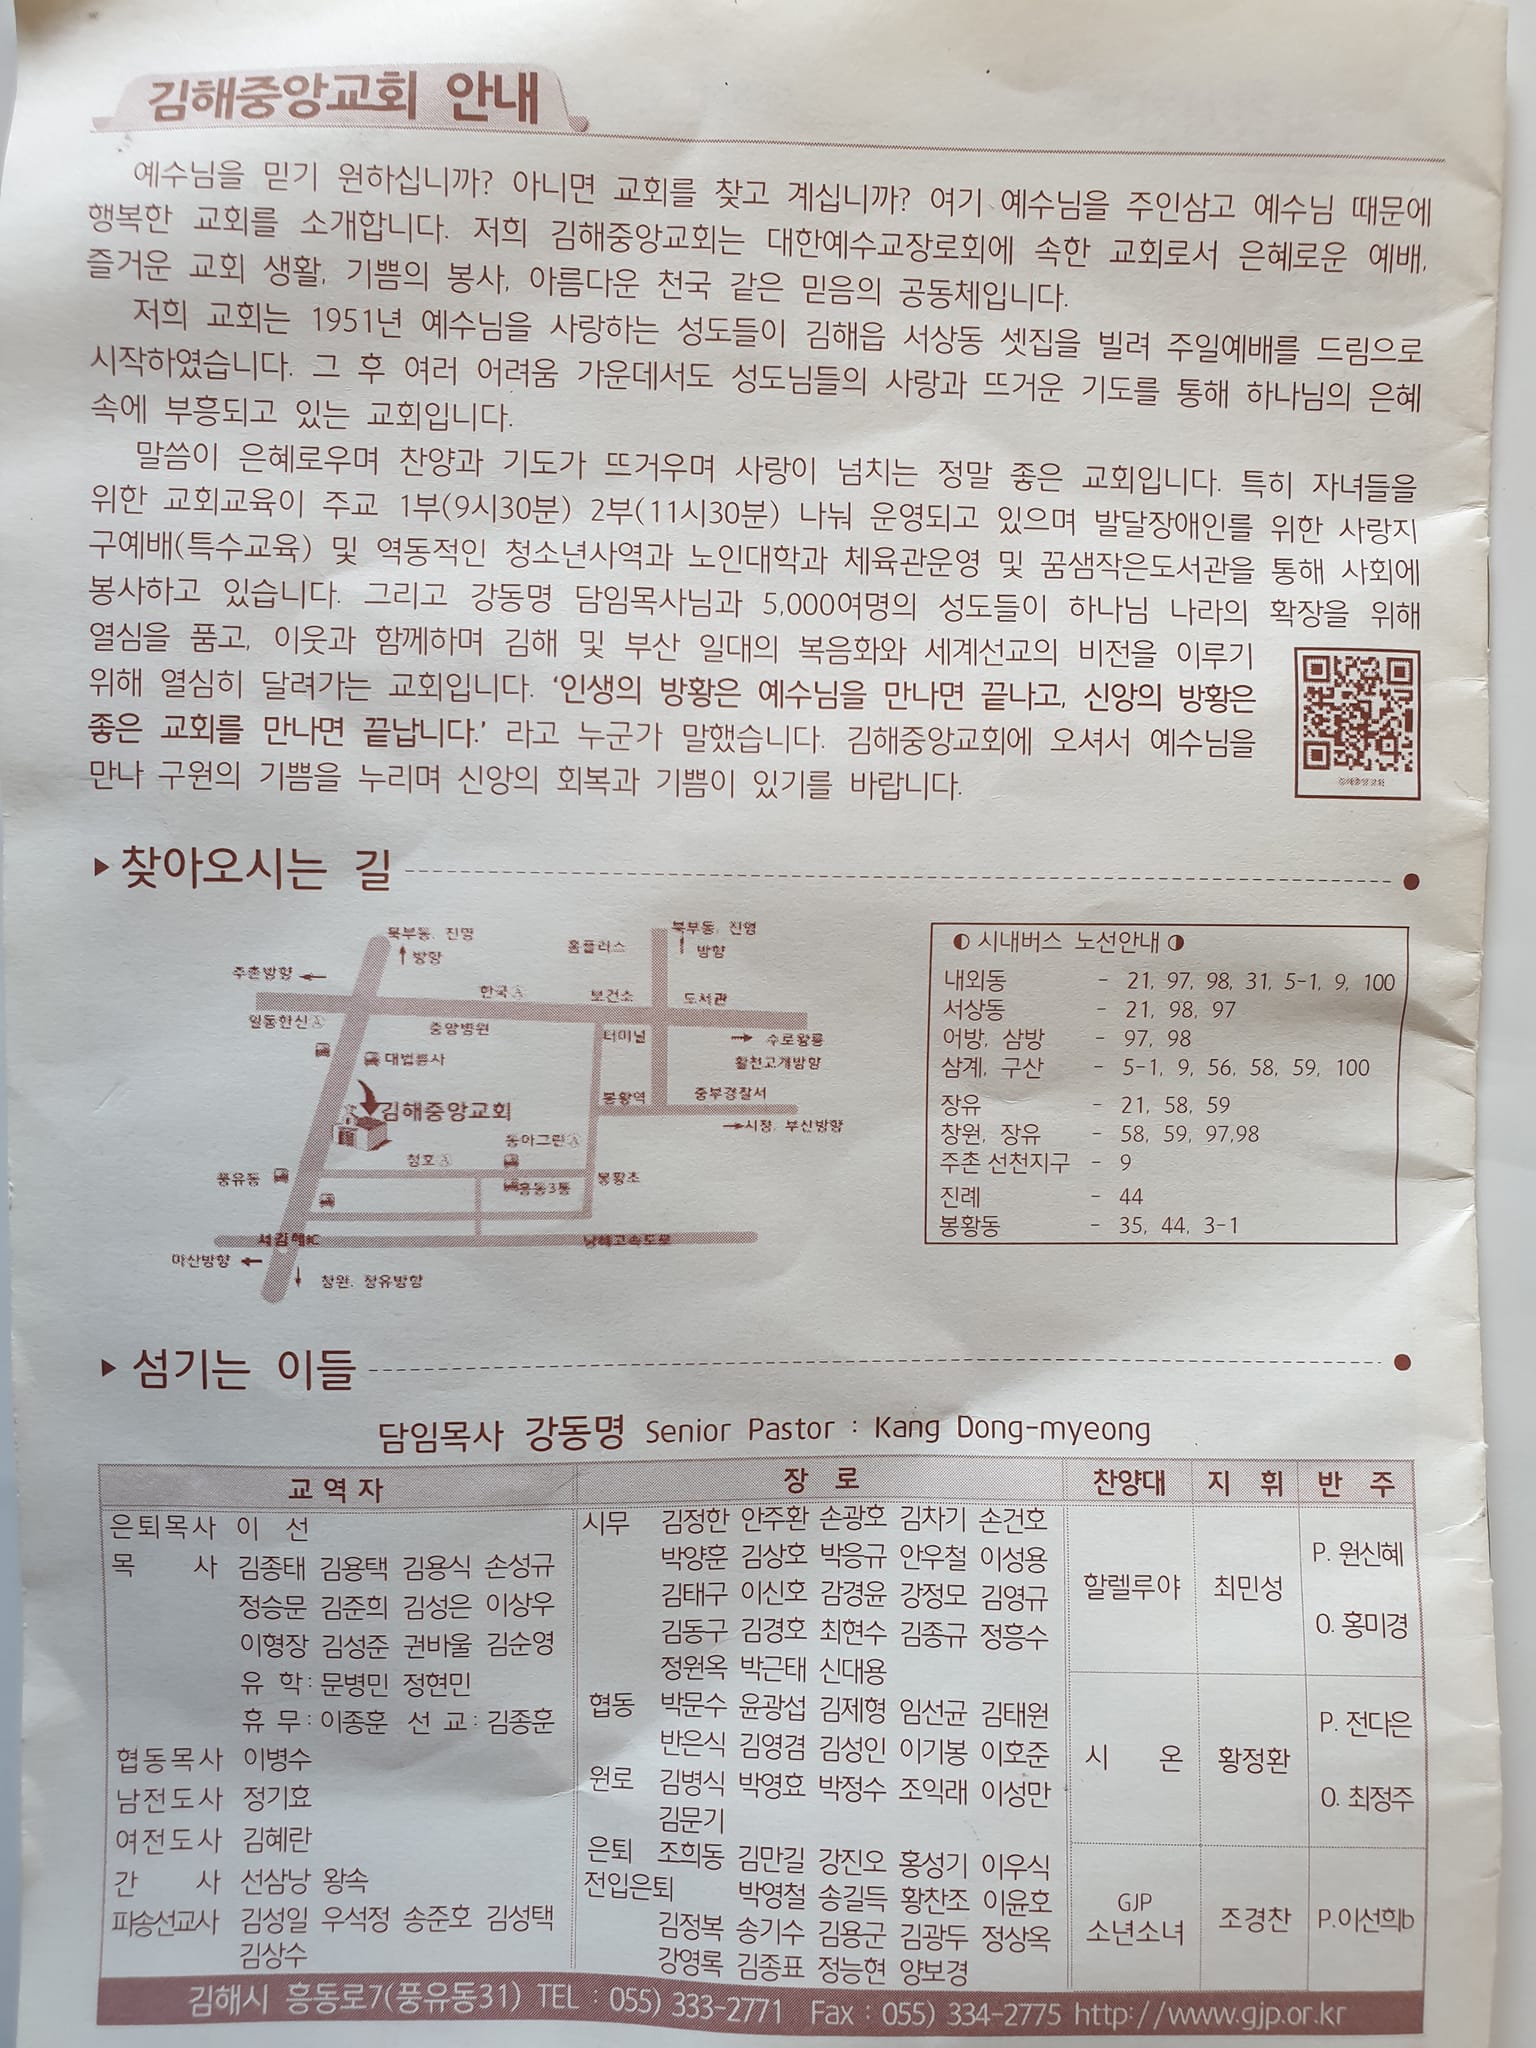 김해중앙교회 안내
예수님을 믿기 원하십니까? 아니면 교회를 찾고 계십니까? 여기 예수님을 주인삼고 예수님 때문에
행복한 교회를 소개합니다. 저희 김해중앙교회는 대한예수교장로회에 속한 교회로서 은혜로운 예배,
즐거운 교회 생활, 기쁨의 봉사, 아름다운 천국 같은 믿음의 공동체입니다.
저희 교회는 1951년 예수님을 사랑하는 성도들이 김해읍 서상동 셋집을 빌려 주일예배를 드림으로
시작하였습니다. 그 후 여러 어려움 가운데서도 성도님들의 사랑과 뜨거운 기도를 통해 하나님의 은혜
속에 부흥되고 있는 교회입니다.
말씀이 은혜로우며 찬양과 기도가 뜨거우며 사랑이 넘치는 정말 좋은 교회입니다. 특히 자녀들을
위한 교회교육이 주교 1부(9시30분) 2부(11시30분) 나눠 운영되고 있으며 발달장애인를 위한 사랑지
구예배(특수교육) 및 역동적인 청소년사역과 노인대학과 체육관운영 및 꿈샘작은도서관을 통해 사회에
봉사하고 있습니다. 그리고 강동명 담임목사님과 5,000여명의 성도들이 하나님 나라의 확장을 위해
열심을 품고, 이웃과 함께하며 김해 및 부산 일대의 복음화와 세계선교의 비전을 이루기
위해 열심히 달려가는 교회입니다. '인생의 방황은 예수님을 만나면 끝나고, 신앙의 방황은
좋은 교회를 만나면 끝납니다.' 라고 누군가 말했습니다. 김해중앙교회에 오셔서 예수님을
만나 구원의 기쁨을 누리며 신앙의 회복과 기쁨이 있기를 바랍니다.
김해중앙교회
▶찾아오시는 길
북부동, 진영
방향
홈플러스
북부동, 진영
방향
주촌방향
한국
보건소
도서관
일동한신
중앙병원
터미널
수로왕릉
활천고개방향
대법륜사
김해중앙교회
봉황역
중부경찰서
시청, 부산방향
동아그린
청호
풍유동
흥동3통
봉황초
서김해IC
남해고속도로
마산방향
창원, 장유방향
시내버스 노선안내
내외동 - 21, 97, 98, 31, 5-1, 9, 100
서상동 - 21, 98, 97
어방, 삼방 - 97, 98
삼계, 구산 - 5-1, 9, 56, 58, 59, 100
장유 - 21, 58, 59
창원, 장유 - 58, 59, 97,98
주촌 선천지구 - 9
진례 - 44
봉황동 - 35, 44, 3-1
▶섬기는 이들
담임목사 강동명 Senior Pastor : Kang Dong-myeong
교역자
은퇴목사 이 선
목 사 김종태 김용택 김용식 손성규
정승문 김준희 김성은 이상우
이형장 김성준 권바울 김순영
유 학: 문병민 정현민
휴 무: 이종훈 선 교: 김종훈
협동목사 이병수
남전도사 정기효
여전도사 김혜란
간 사 선삼낭 왕속
파송선교사 김성일 우석정 송준호 김성택
김상수
장 로
시무 김정한 안주환 손광호 김차기 손건호
박양훈 김상호 박응규 안우철 이성용
김태구 이신호 감경윤 강정모 김영규
김동구 김경호 최현수 김종규 정흥수
정원옥 박근태 신대용
협동 박문수 윤광섭 김제형 임선균 김태원
반은식 김영겸 김성인 이기봉 이호준
원로 김병식 박영효 박정수 조익래 이성만
김문기
은퇴 조희동 김만길 강진오 홍성기 이우식
전입은퇴 박영철 송길득 황찬조 이윤호
김정복 송기수 김용군 김광두 정상옥
강영록 김종표 정능현 양보경
찬양대 지 휘 반 주
할렐루야 최민성 P. 원신혜
O. 홍미경
시 온 황정환 P. 전다은
O. 최정주
GJP
소년소녀 조경찬 P.이선희b
김해시 흥동로7(풍유동31) TEL : 055) 333-2771 Fax : 055) 334-2775 http://www.gjp.or.kr